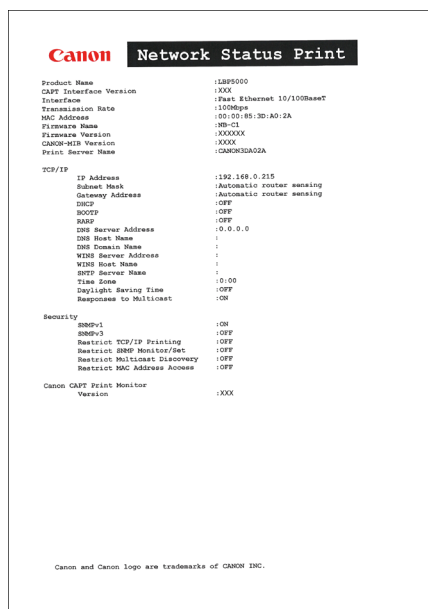 Canon Network Status Print
Product Name :LBP5000
CAPT Interface Version :XXX
Interface :Fast Ethernet 10/100BaseT
Transmission Rate :100Mbps
MAC Address :00:00:85:3D:A0:2A
Firmware Name :NB-C1
Firmware Version :XXXXXX
CANON-MIB Version :XXXX
Print Server Name :CANON3DA02A
TCP/IP
IP Address :192.168.0.215
Subnet Mask :Automatic router sensing
Gateway Address :Automatic router sensing
DHCP :OFF
BOOTP :OFF
RARP :OFF
DNS Server Address :0.0.0.0
DNS Host Name :
DNS Domain Name :
WINS Server Address :
WINS Host Name :
SNTP Server Name :
Time Zone :0:00
Daylight Saving Time :OFF
Responses to Multicast :ON
Security
SNMPv1 :ON
SNMPv3 :OFF
Restrict TCP/IP Printing :OFF
Restrict SNMP Monitor/Set :OFF
Restrict Multicast Discovery :OFF
Restrict MAC Address Access :OFF
Canon CAPT Print Monitor
Version :XXX
Canon and Canon logo are trademarks of CANON INC.